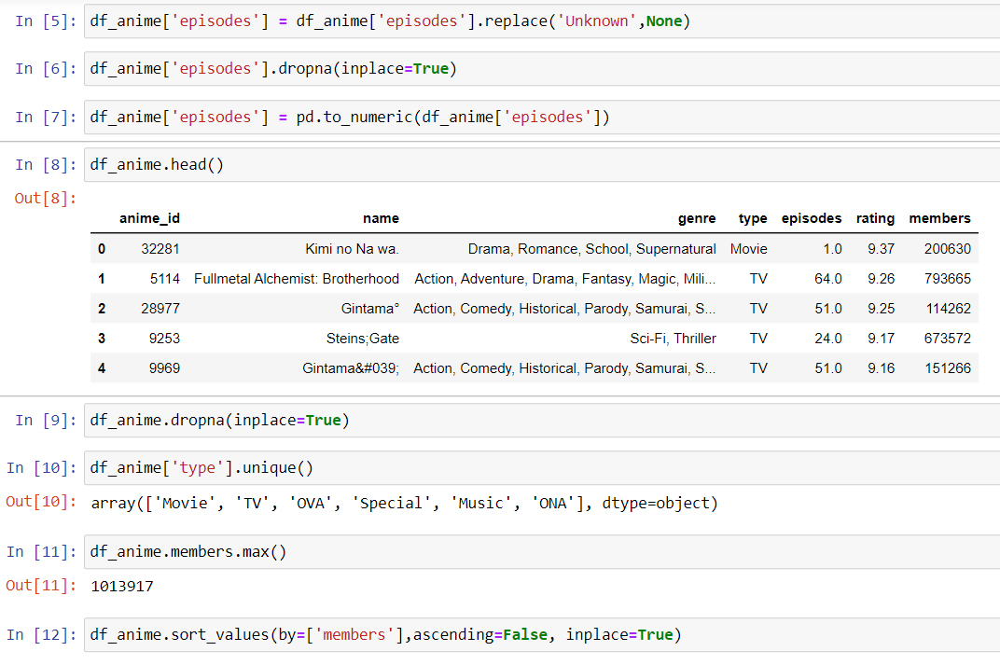 In [5]: df_anime['episodes'] = df_anime['episodes'].replace('Unknown',None)
In [6]: df_anime['episodes'].dropna(inplace=True)
In [7]: df_anime['episodes'] = pd.to_numeric(df_anime['episodes'])
In [8]: df_anime.head()
Out[8]:
anime_id name genre type episodes rating members
0 32281 Kimi no Na wa. Drama, Romance, School, Supernatural Movie 1.0 9.37 200630
1 5114 Fullmetal Alchemist: Brotherhood Action, Adventure, Drama, Fantasy, Magic, Mili... TV 64.0 9.26 793665
2 28977 Gintama° Action, Comedy, Historical, Parody, Samurai, S... TV 51.0 9.25 114262
3 9253 Steins;Gate Sci-Fi, Thriller TV 24.0 9.17 673572
4 9969 Gintama&#039; Action, Comedy, Historical, Parody, Samurai, S... TV 51.0 9.16 151266
In [9]: df_anime.dropna(inplace=True)
In [10]: df_anime['type'].unique()
Out[10]: array(['Movie', 'TV', 'OVA', 'Special', 'Music', 'ONA'], dtype=object)
In [11]: df_anime.members.max()
Out[11]: 1013917
In [12]: df_anime.sort_values(by=['members'],ascending=False, inplace=True)